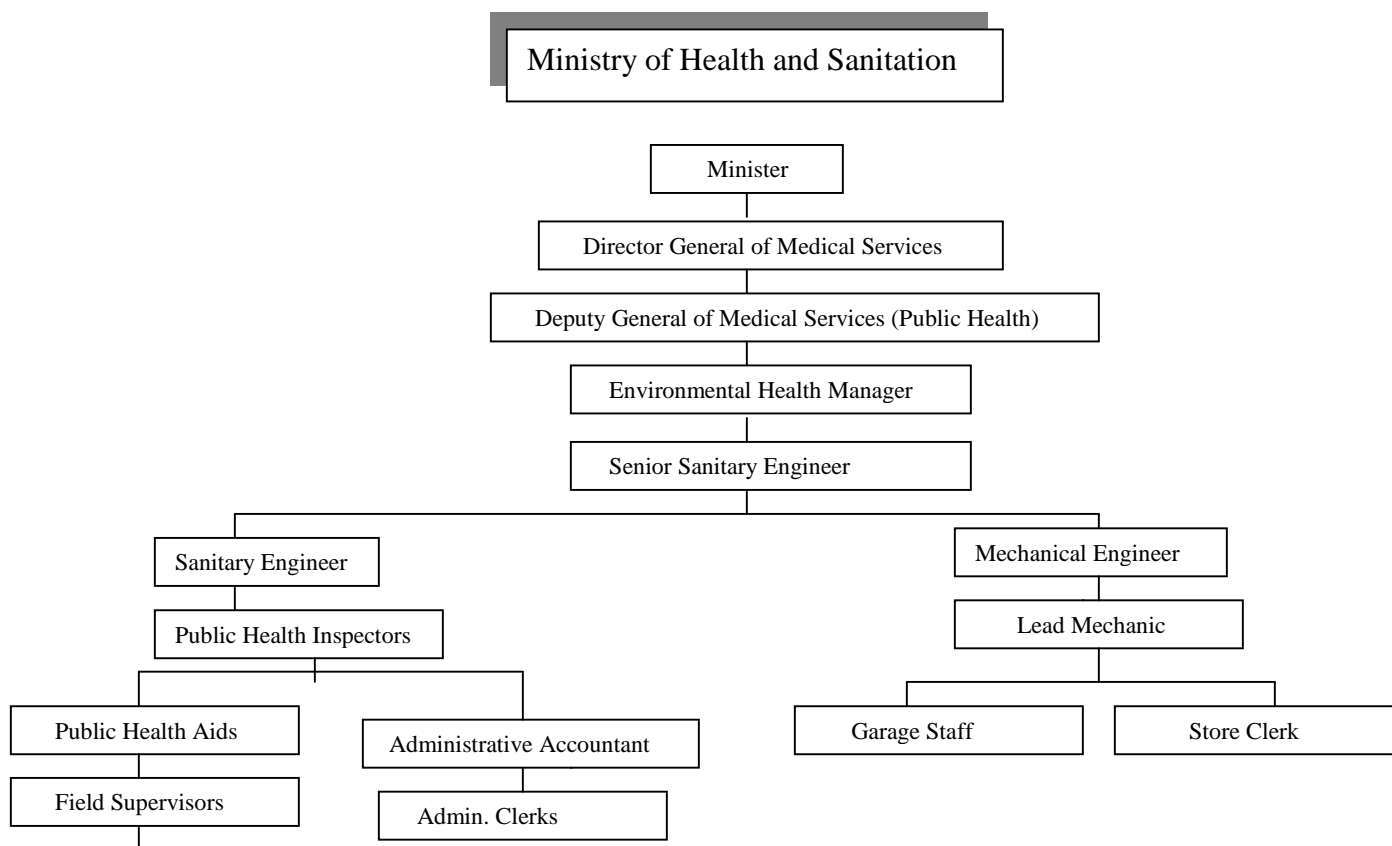 Ministry of Health and Sanitation
Minister
Director General of Medical Services
Deputy General of Medical Services (Public Health)
Environmental Health Manager
Senior Sanitary Engineer
Sanitary Engineer
Mechanical Engineer
Public Health Inspectors
Lead Mechanic
Public Health Aids
Administrative Accountant
Garage Staff
Store Clerk
Field Supervisors
Admin. Clerks